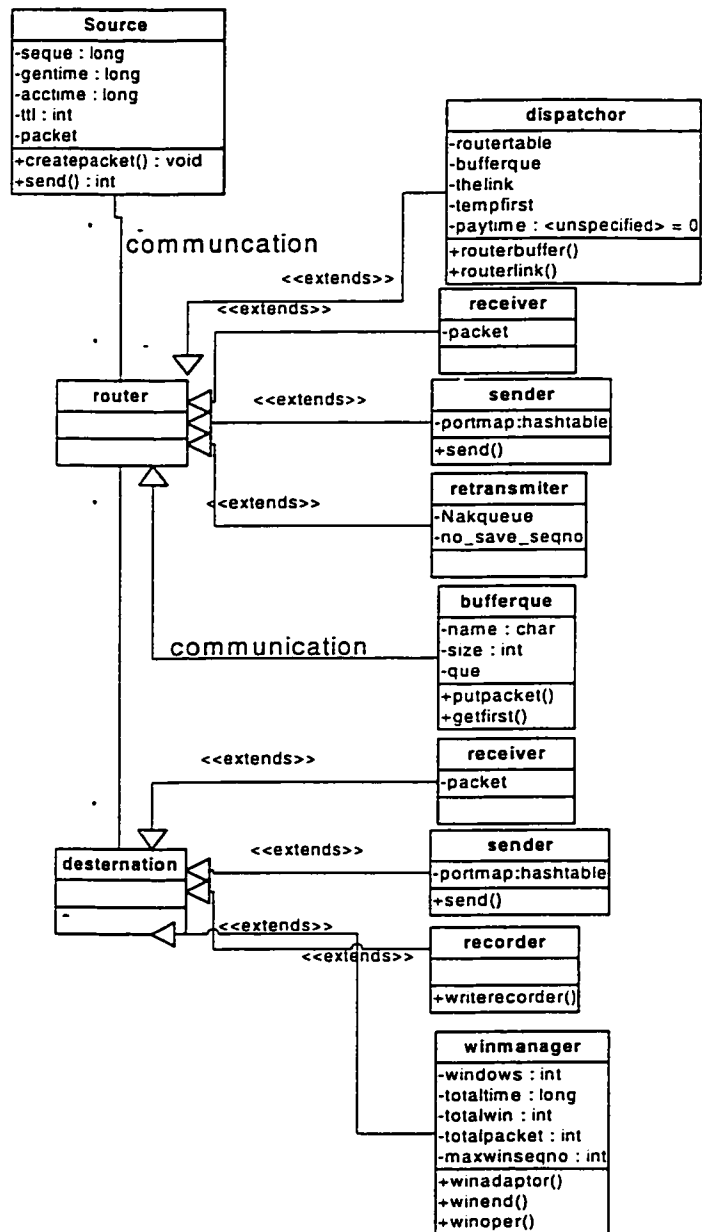 Source
-seque : long
-gentime : long
-acctime : long
-ttl : int
-packet
+createpacket() : void
+send() : int
communcation
dispatchor
-routertable
-bufferque
-thelink
-tempfirst
-paytime : <unspecified> = 0
+routerbuffer()
+routerlink()
<<extends>>
<<extends>>
receiver
-packet
router
<<extends>>
sender
-portmap:hashtable
+send()
<<extends>>
retransmiter
-Nakqueue
-no_save_seqno
communication
bufferque
-name : char
-size : int
-que
+putpacket()
+getfirst()
<<extends>>
receiver
-packet
desternation
<<extends>>
sender
-portmap:hashtable
+send()
<<extends>>
<<extends>>
recorder
+writerecorder()
winmanager
-windows : int
-totaltime : long
-totalwin : int
-totalpacket : int
-maxwinseqno : int
+winadaptor()
+winend()
+winoper()